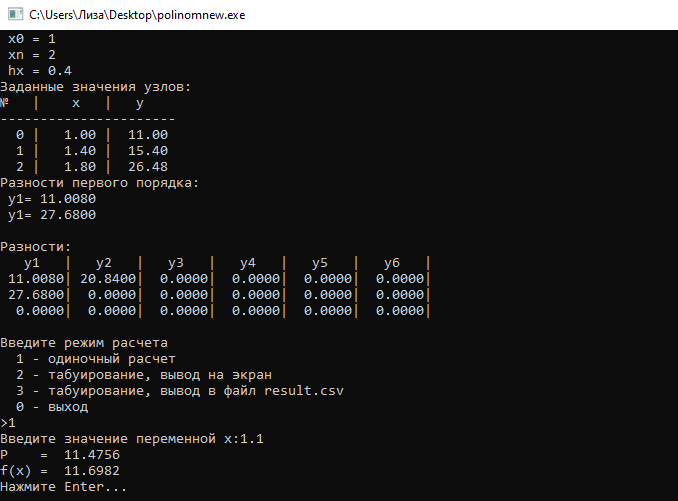 C:\Users\Лиза\Desktop\polinomnew.exe
x0 = 1
xn = 2
hx = 0.4
Заданные значения узлов:
№ | x | y
----------------------
0 | 1.00 | 11.00
1 | 1.40 | 15.40
2 | 1.80 | 26.48
Разности первого порядка:
y1= 11.0080
y1= 27.6800
Разности:
y1 | y2 | y3 | y4 | y5 | y6 |
11.0080| 20.8400| 0.0000| 0.0000| 0.0000| 0.0000|
27.6800| 0.0000| 0.0000| 0.0000| 0.0000| 0.0000|
0.0000| 0.0000| 0.0000| 0.0000| 0.0000| 0.0000|
Введите режим расчета
1 - одиночный расчет
2 - табуирование, вывод на экран
3 - табуирование, вывод в файл result.csv
0 - выход
>1
Введите значение переменной x:1.1
P = 11.4756
f(x) = 11.6982
Нажмите Enter...